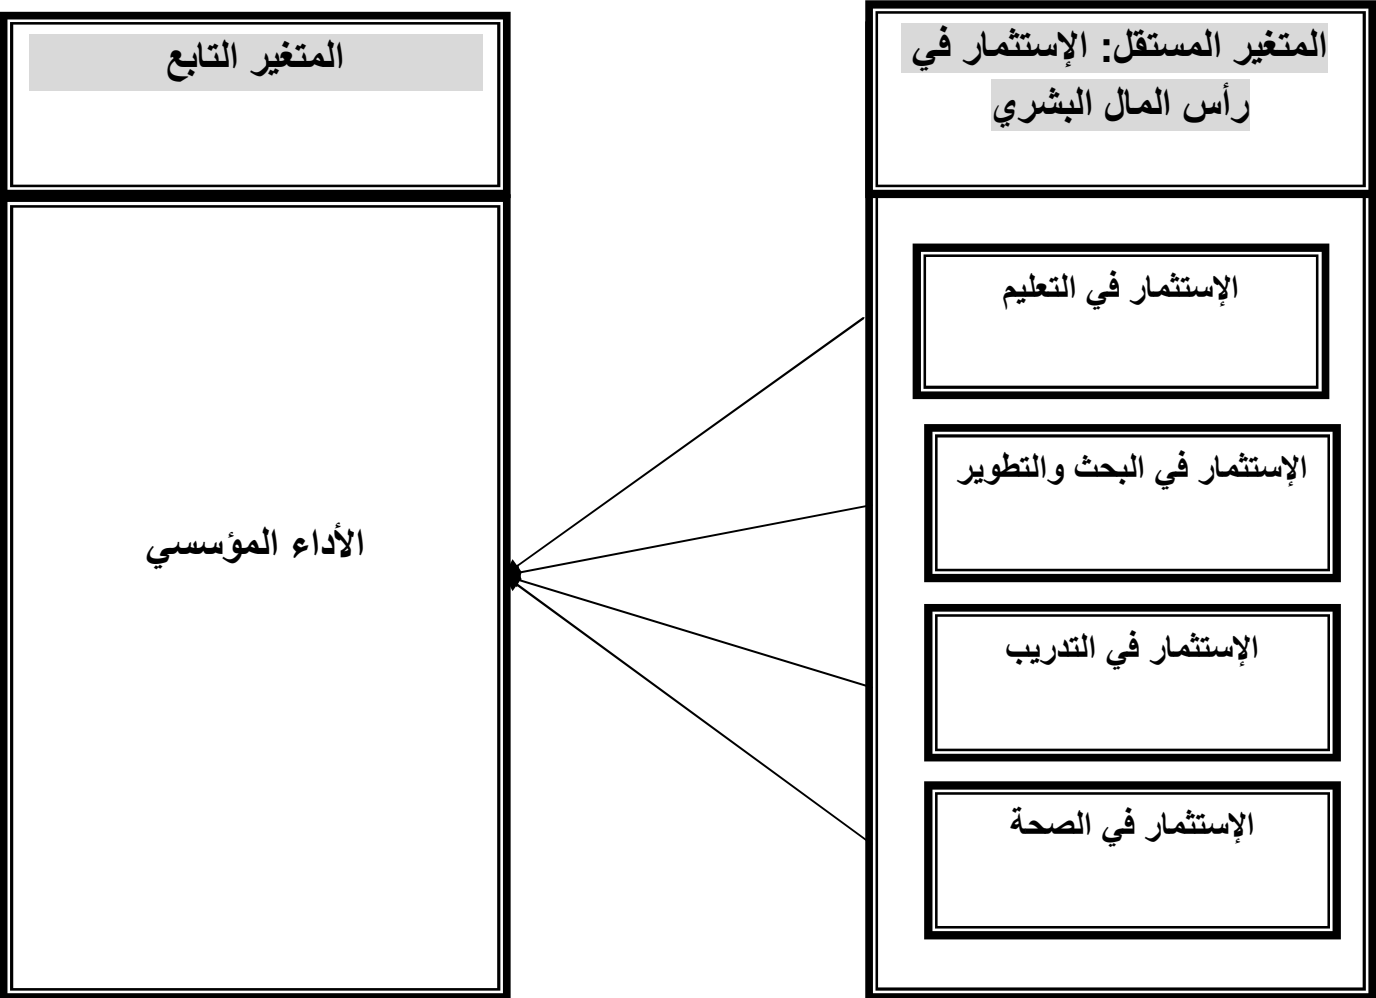 المتغير المستقل: الإستثمار في
رأس المال البشري
الإستثمار في التعليم
الإستثمار في البحث والتطوير
الإستثمار في التدريب
الإستثمار في الصحة
المتغير التابع
الأداء المؤسسي